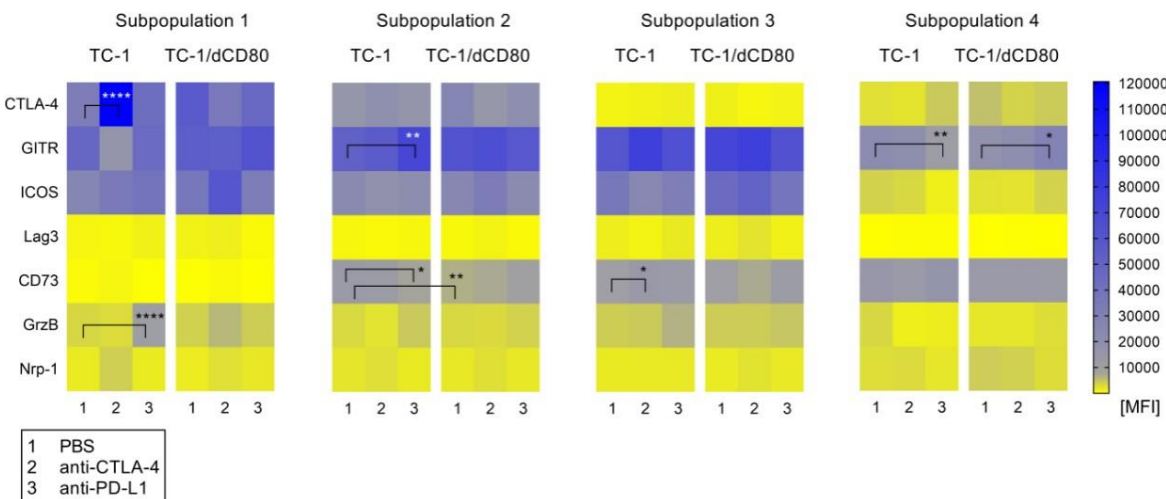 Subpopulation 1 Subpopulation 2 Subpopulation 3 Subpopulation 4
TC-1 TC-1/dCD80 TC-1 TC-1/dCD80 TC-1 TC-1/dCD80 TC-1 TC-1/dCD80
CTLA-4 ****
GITR ** ** *
ICOS
Lag3
CD73 * ** *
GrzB ****
Nrp-1
1 2 3 1 2 3 1 2 3 1 2 3 1 2 3 1 2 3 1 2 3 1 2 3
120000
110000
100000
90000
80000
70000
60000
50000
40000
30000
20000
10000
[MFI]
1 PBS
2 anti-CTLA-4
3 anti-PD-L1